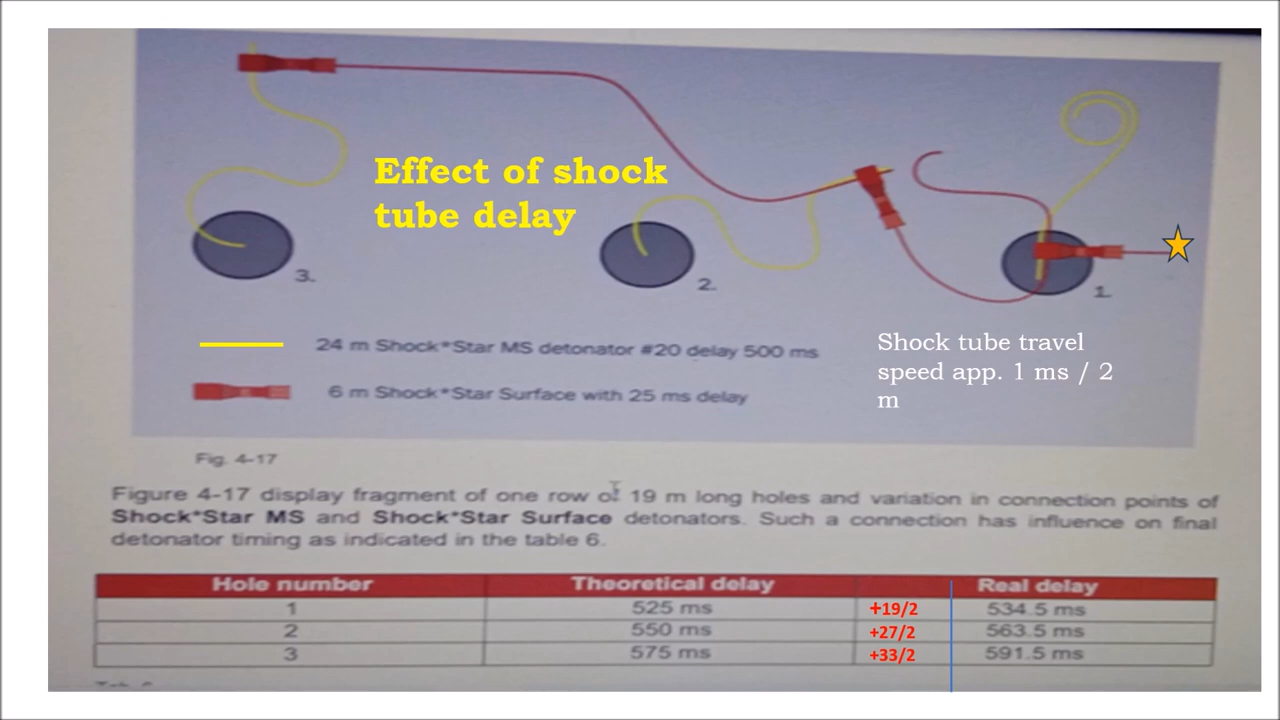 Effect of shock
tube delay
3.
2.
1.
24 m Shock*Star MS detonator #20 delay 500 ms
6 m Shock*Star Surface with 25 ms delay
Shock tube travel
speed app. 1 ms / 2
m
Fig. 4-17
Figure 4-17 display fragment of one row of 19 m long holes and variation in connection points of
Shock*Star MS and Shock*Star Surface detonators. Such a connection has influence on final
detonator timing as indicated in the table 6.
Hole number Theoretical delay Real delay
1 525 ms +19/2 534.5 ms
2 550 ms +27/2 563.5 ms
3 575 ms +33/2 591.5 ms